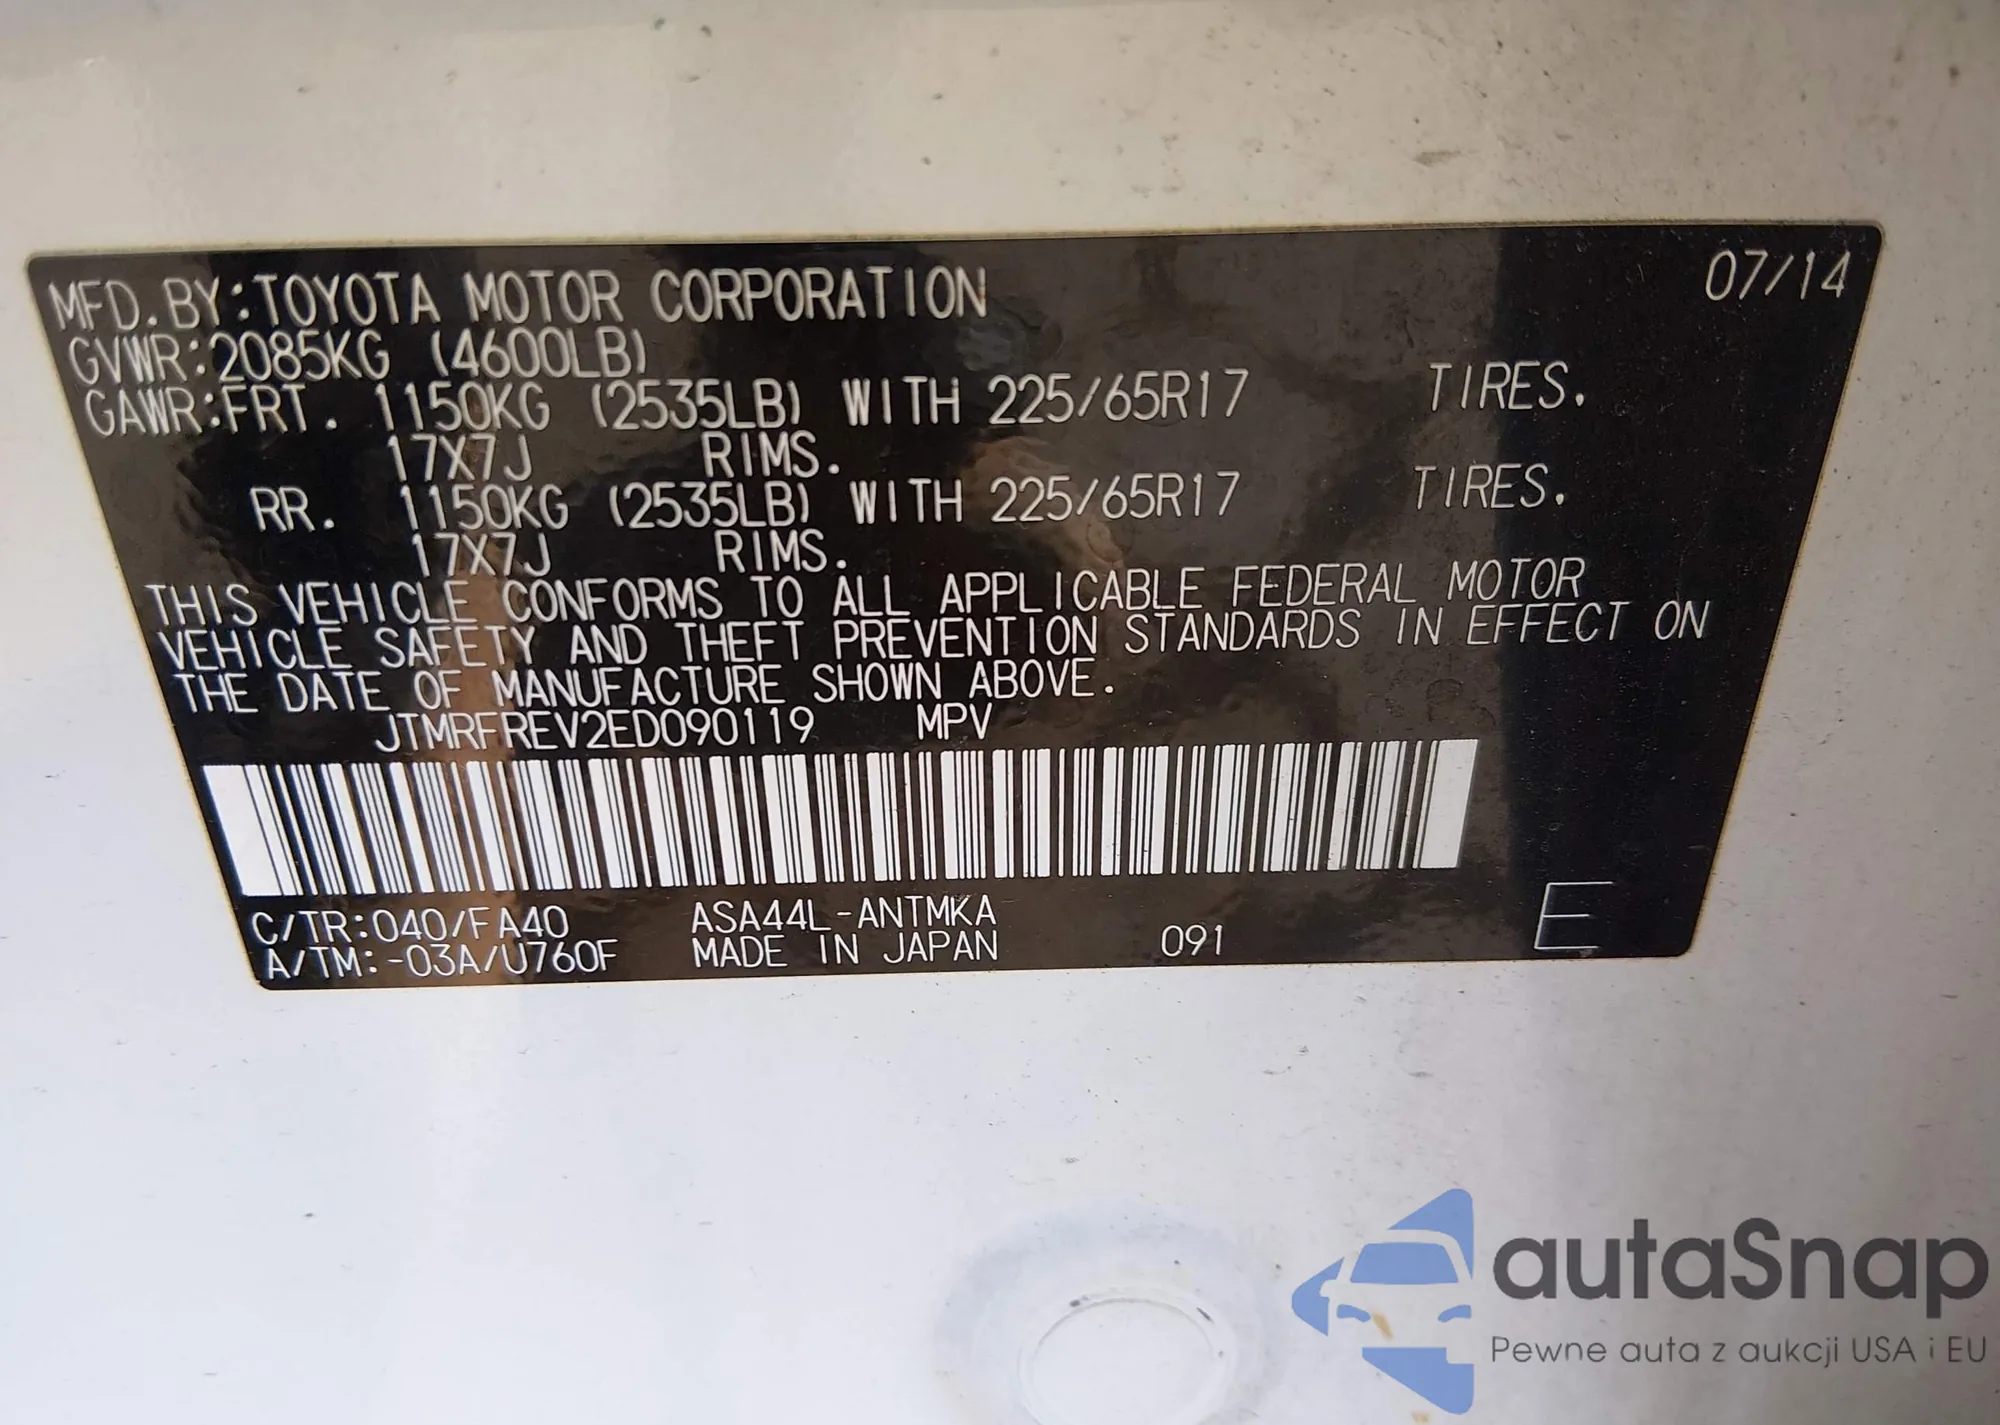 07/14
MFD.BY:TOYOTA MOTOR CORPORATION
GVWR:2085KG (4600LB)
GAWR:FRT. 1150KG (2535LB) WITH 225/65R17 TIRES.
17X7J RIMS.
RR. 1150KG (2535LB) WITH 225/65R17 TIRES.
17X7J RIMS.
THIS VEHICLE CONFORMS TO ALL APPLICABLE FEDERAL MOTOR
VEHICLE SAFETY AND THEFT PREVENTION STANDARDS IN EFFECT ON
THE DATE OF MANUFACTURE SHOWN ABOVE.
JTMRFREV2ED090119 MPV
C/TR:040/FA40 ASA44L-ANTMKA
A/TM:-03A/U760F MADE IN JAPAN 091 E
autaSnap
Pewne auta z aukcji USA i EU